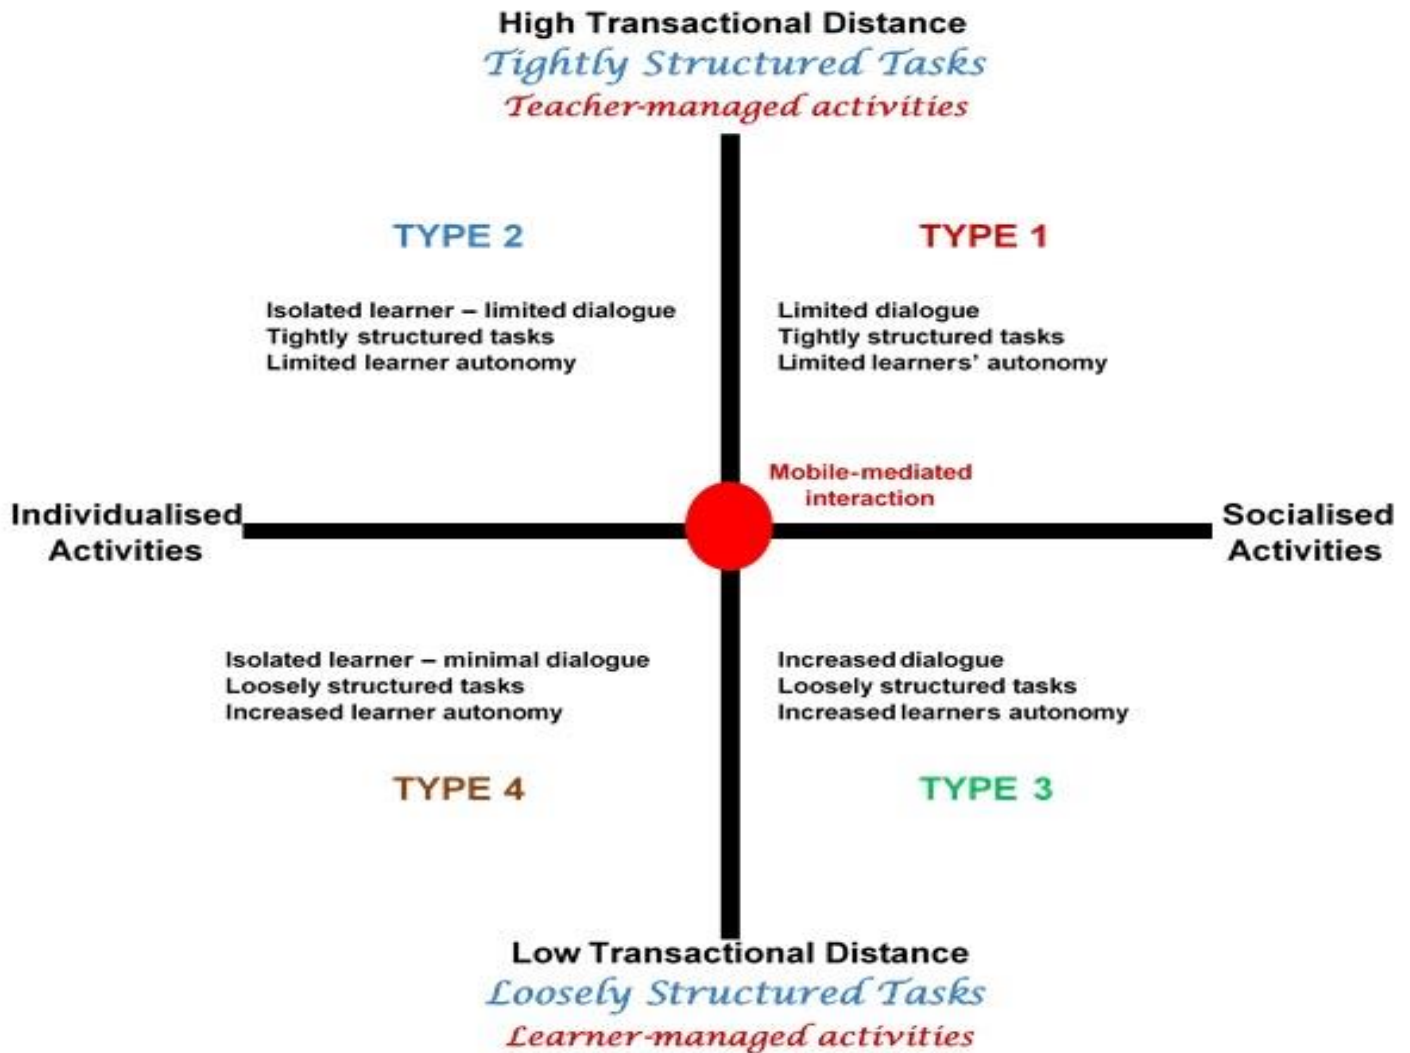 High Transactional Distance
Tightly Structured Tasks
Teacher-managed activities
TYPE 2
Isolated learner – limited dialogue
Tightly structured tasks
Limited learner autonomy
TYPE 1
Limited dialogue
Tightly structured tasks
Limited learners’ autonomy
Mobile-mediated
interaction
Individualised
Activities
Socialised
Activities
Isolated learner – minimal dialogue
Loosely structured tasks
Increased learner autonomy
TYPE 4
Increased dialogue
Loosely structured tasks
Increased learners autonomy
TYPE 3
Low Transactional Distance
Loosely Structured Tasks
Learner-managed activities